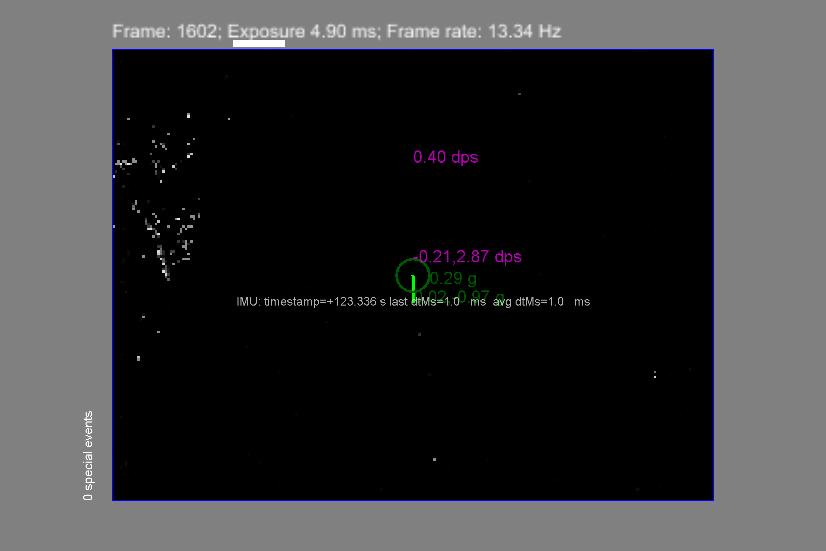 Frame: 1602; Exposure 4.90 ms; Frame rate: 13.34 Hz
0.40 dps
-0.21,2.87 dps
0.29 g
0.97 g
IMU: timestamp=+123.336 s last dtMs=1.0 ms avg dtMs=1.0 ms
0 special events